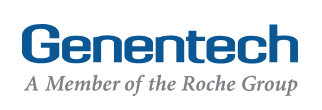 Genentech
A Member of the Roche Group